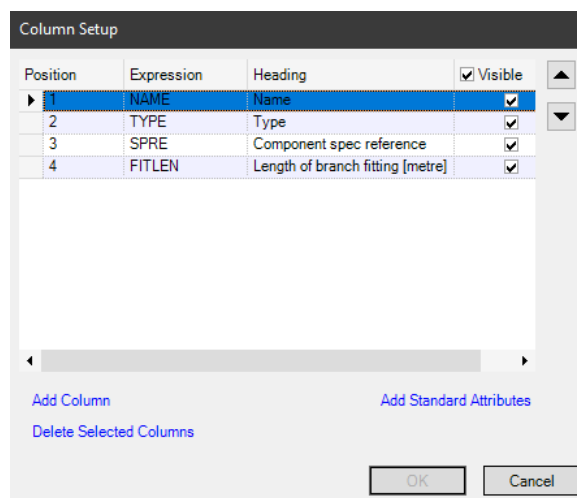 Column Setup
Position Expression Heading Visible
1 NAME Name
2 TYPE Type
3 SPRE Component spec reference
4 FITLEN Length of branch fitting [metre]
Add Column Add Standard Attributes
Delete Selected Columns
OK Cancel